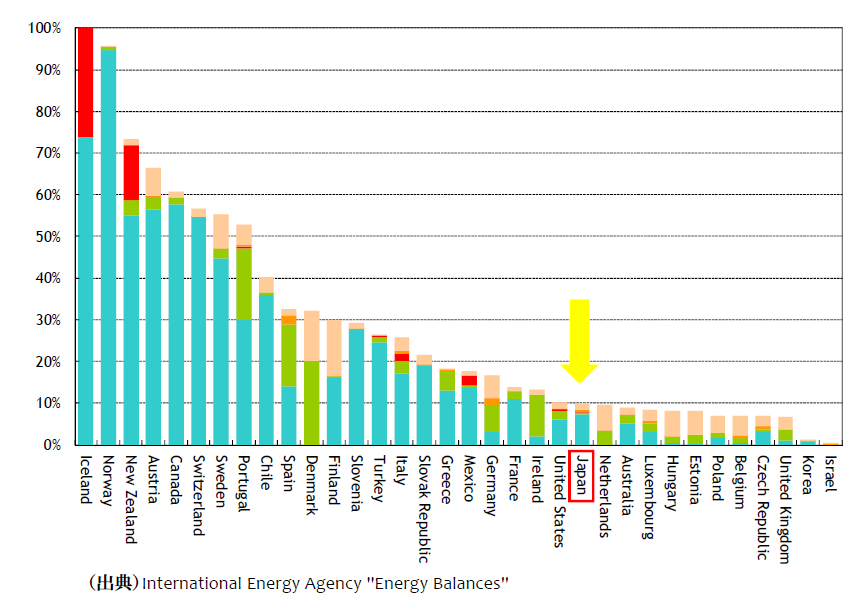 100%
90%
80%
70%
60%
50%
40%
30%
20%
10%
0%
Iceland
Norway
New Zealand
Austria
Canada
Switzerland
Sweden
Portugal
Chile
Spain
Denmark
Finland
Slovenia
Turkey
Italy
Slovak Republic
Greece
Mexico
Germany
France
Ireland
United States
Japan
Netherlands
Australia
Luxembourg
Hungary
Estonia
Poland
Belgium
Czech Republic
United Kingdom
Korea
Israel
(出典)International Energy Agency "Energy Balances"